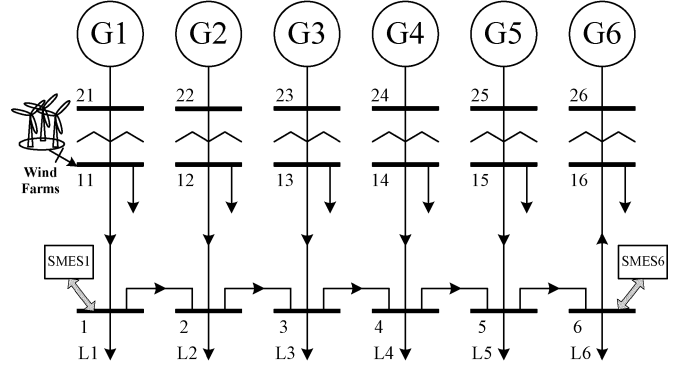 G1 G2 G3 G4 G5 G6
21 22 23 24 25 26
Wind
Farms
11 12 13 14 15 16
SMES1 SMES6
1 2 3 4 5 6
L1 L2 L3 L4 L5 L6